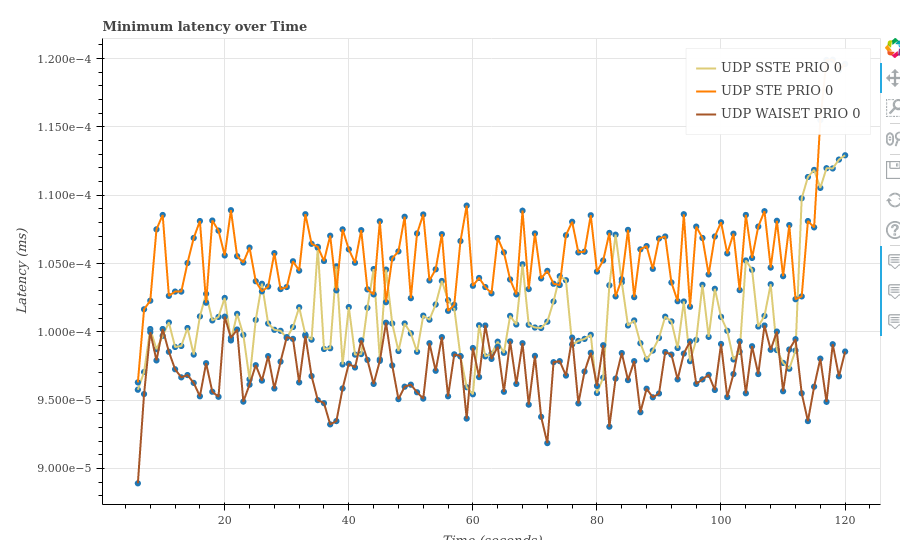 Minimum latency over Time
1.200e−4
1.150e−4
1.100e−4
1.050e−4
1.000e−4
9.500e−5
9.000e−5
Latency (ms)
UDP SSTE PRIO 0
UDP STE PRIO 0
UDP WAISET PRIO 0
20
40
60
80
100
120
Time (seconds)